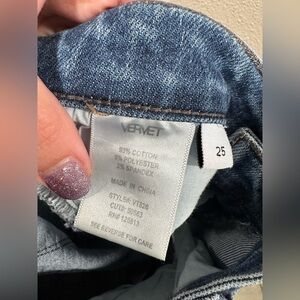 VERVET
93% COTTON
5% POLYESTER
2% SPANDEX
MADE IN CHINA
STYLE#: VT826
CUT#: 90563
RN# 125813
SEE REVERSE FOR CARE
25